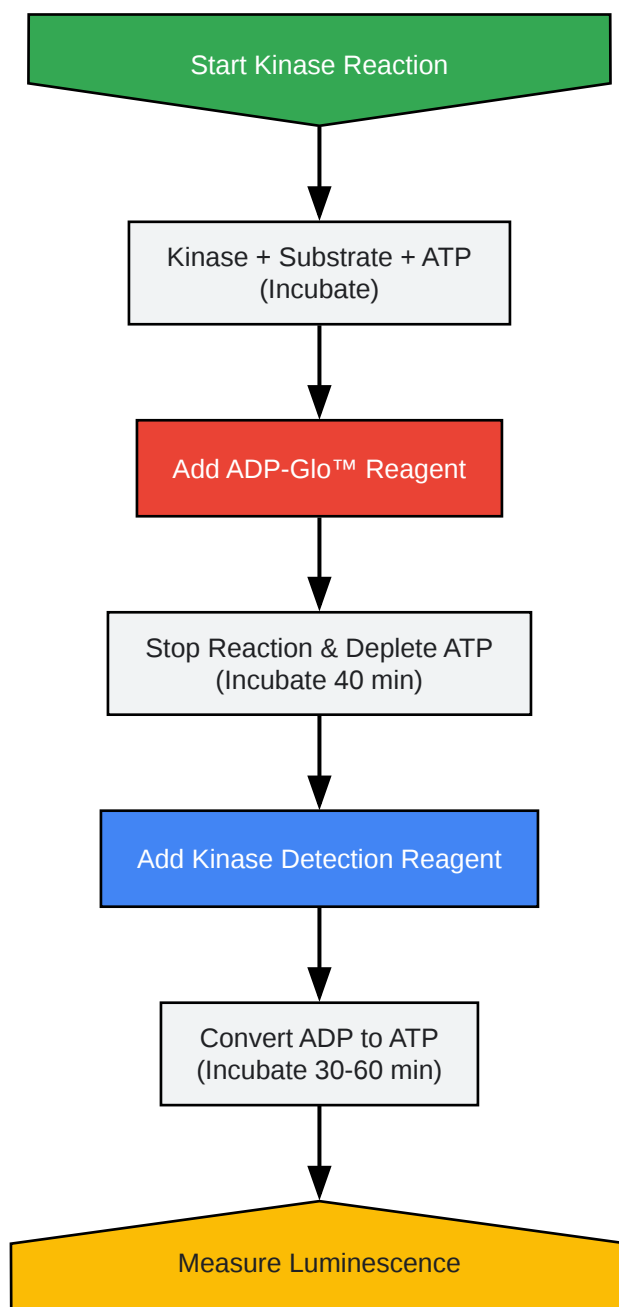 Start Kinase Reaction
Kinase + Substrate + ATP
(Incubate)
Add ADP-Glo™ Reagent
Stop Reaction & Deplete ATP
(Incubate 40 min)
Add Kinase Detection Reagent
Convert ADP to ATP
(Incubate 30-60 min)
Measure Luminescence